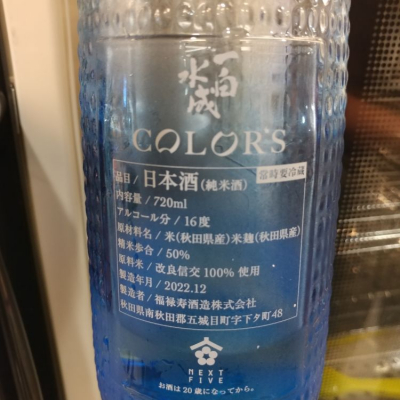 一白
水成
COLORS
品目/日本酒(純米酒) 常時要冷蔵
内容量/720ml
アルコール分/16度
原材料名/米(秋田県産)米麹(秋田県産)
精米歩合/50%
原料米/改良信交100%使用
製造年月/2022.12
製造者/福禄寿酒造株式会社
秋田県南秋田郡五城目町字下夕町48
NEXT
FIVE
お酒は20歳になってから。